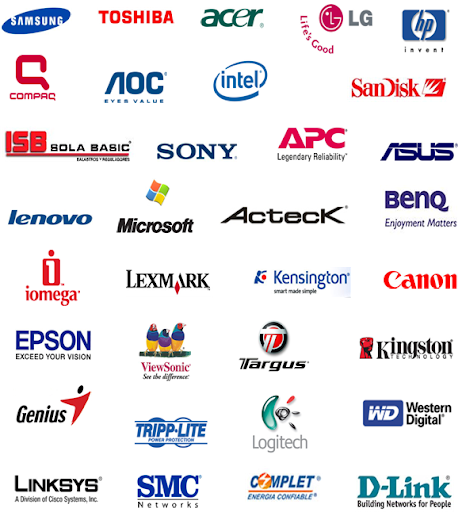 SAMSUNG
TOSHIBA
acer
LG
Life's Good
hp
invent
COMPAQ
AOC
EYES VALUE
intel
SanDisk
ISB SOLA BASIC
SONY
APC
Legendary Reliability
ASUS
lenovo
Microsoft
ACTECK
BenQ
Enjoyment Matters
iomega
LEXMARK
Kensington
smart made simple
Canon
EPSON
EXCEED YOUR VISION
ViewSonic
See the difference
Targus
Kingston
TECHNOLOGY
Genius
TRIPP·LITE
POWER PROTECTION
Logitech
WD Western
Digital
LINKSYS
A Division of Cisco Systems, Inc.
SMC
Networks
COMPLET
ENERGIA CONFIABLE
D-Link
Building Networks for People